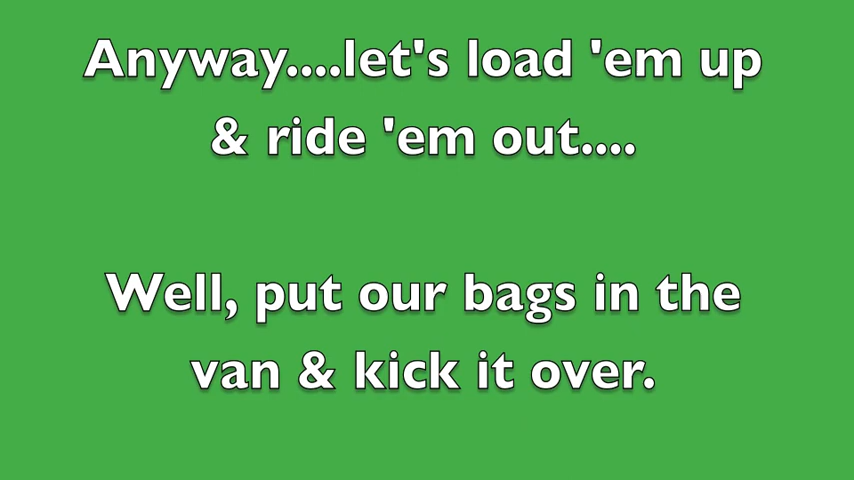 Anyway....let's load 'em up
& ride 'em out....
Well, put our bags in the
van & kick it over.